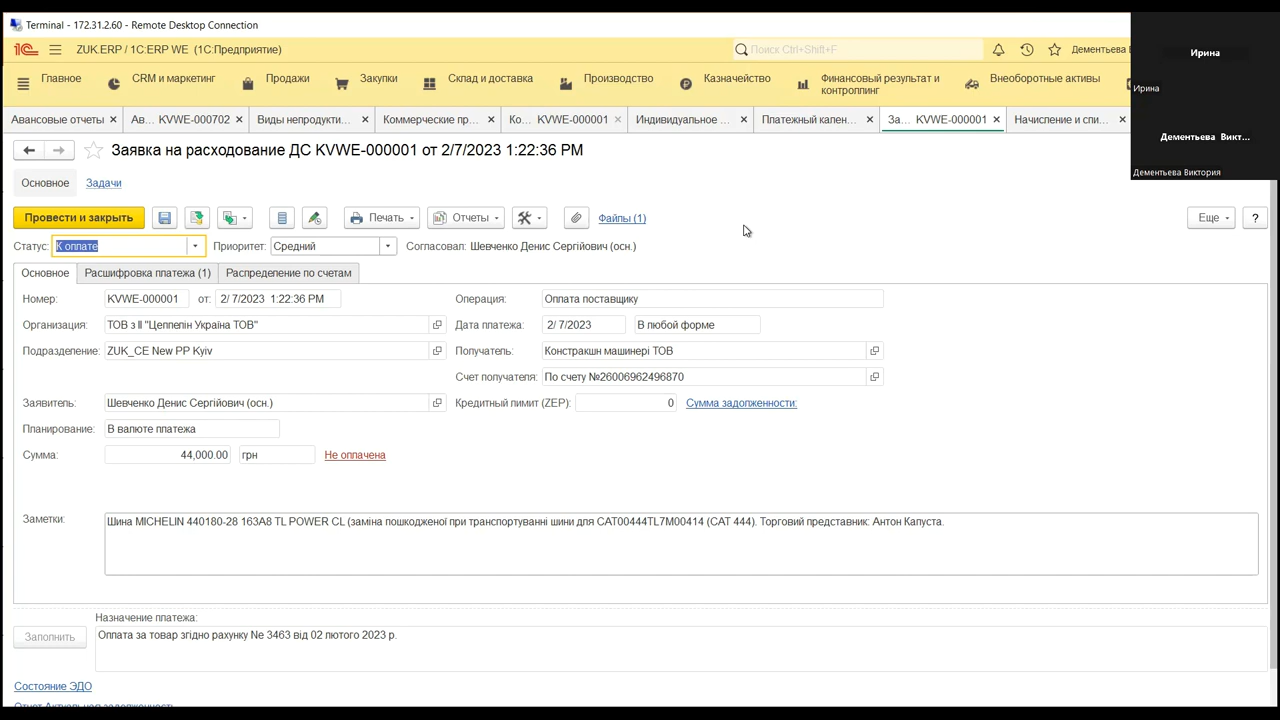 Terminal - 172.31.2.60 - Remote Desktop Connection
1С ZUK.ERP / 1C:ERP WE (1С:Предприятие) Поиск Ctrl+Shift+F Дементьева В
Ирина
Ирина
Дементьева Викт...
Дементьева Виктория
Главное CRM и маркетинг Продажи Закупки Склад и доставка Производство Казначейство Финансовый результат и контроллинг Внеоборотные активы
Авансовые отчеты × Ав... KVWE-000702 × Виды непродукти... × Коммерческие пр... × Ко... KVWE-000001 × Индивидуальное ... × Платежный кален... × За... KVWE-000001 × Начисление и спи... ×
Заявка на расходование ДС KVWE-000001 от 2/7/2023 1:22:36 PM
Основное Задачи
Провести и закрыть Печать Отчеты Файлы (1) Еще ?
Статус: К оплате Приоритет: Средний Согласовал: Шевченко Денис Сергійович (осн.)
Основное Расшифровка платежа (1) Распределение по счетам
Номер: KVWE-000001 от: 2/ 7/2023 1:22:36 PM Операция: Оплата поставщику
Организация: ТОВ з ІІ "Цеппелін Україна ТОВ" Дата платежа: 2/ 7/2023 В любой форме
Подразделение: ZUK_CE New PP Kyiv Получатель: Констракшн машинері ТОВ
Счет получателя: По счету №26006962496870
Заявитель: Шевченко Денис Сергійович (осн.) Кредитный лимит (ZEP): 0 Сумма задолженности:
Планирование: В валюте платежа
Сумма: 44,000.00 грн Не оплачена
Заметки: Шина MICHELIN 440180-28 163A8 TL POWER CL (заміна пошкодженої при транспортуванні шини для CAT00444TL7M00414 (CAT 444). Торговий представник: Антон Капуста.
Назначение платежа:
Заполнить Оплата за товар згідно рахунку № 3463 від 02 лютого 2023 р.
Состояние ЭДО
Отчет Актуальная задолженность